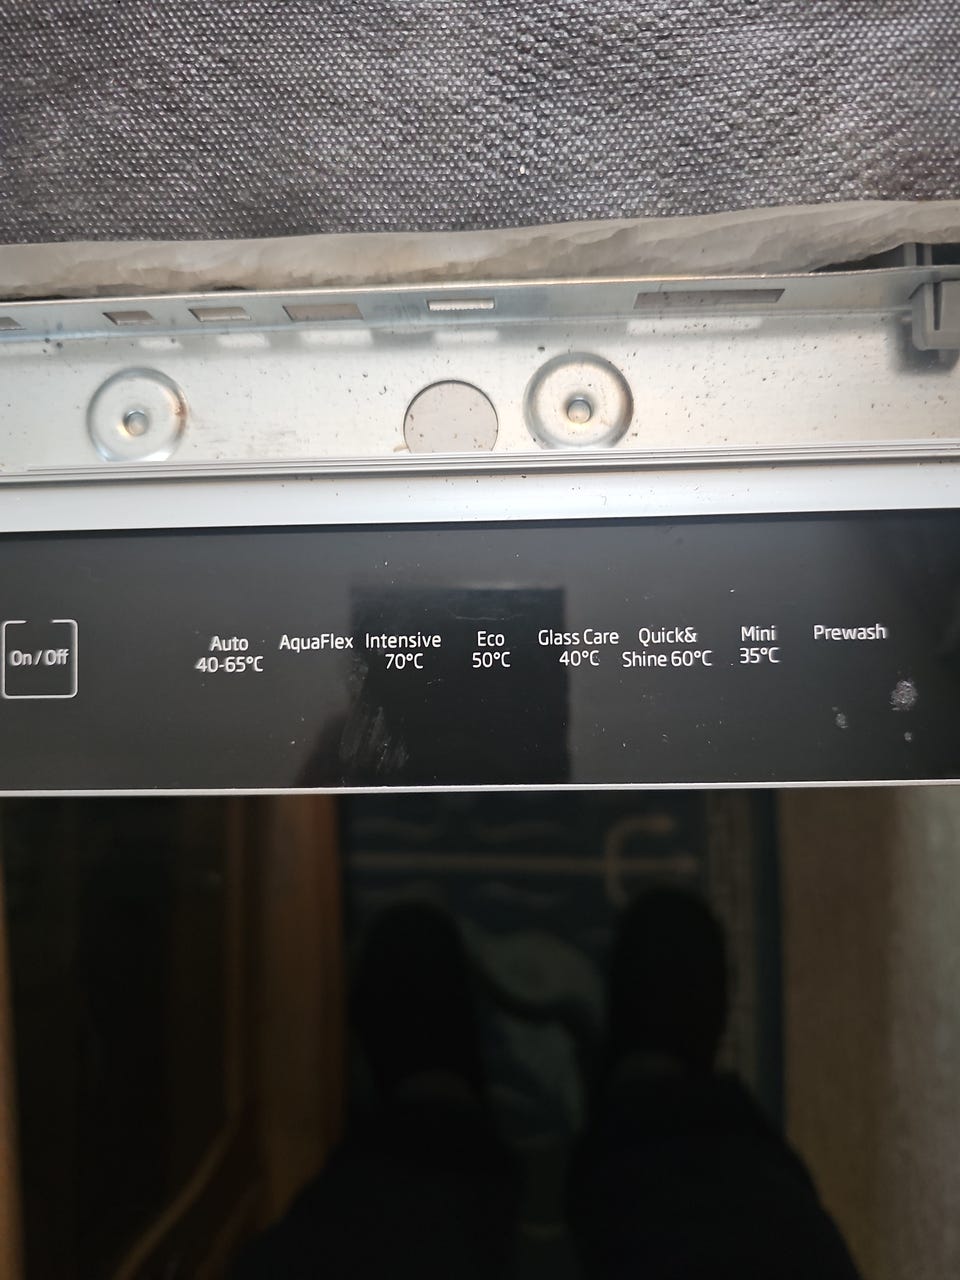 On/Off
Auto
40-65°C
AquaFlex
Intensive
70°C
Eco
50°C
Glass Care
40°C
Quick&
Shine 60°C
Mini
35°C
Prewash